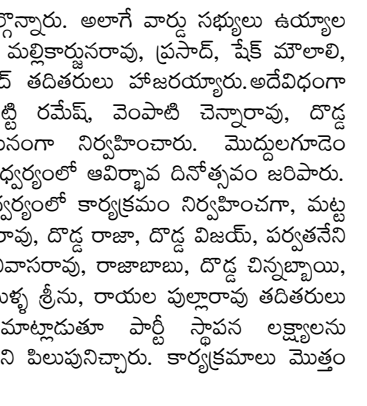 ర్గొన్నారు. అలాగే వార్డు సభ్యులు ఉయ్యాల
మల్లికార్జునరావు, ప్రసాద్, షేక్ మౌలాలి,
తదితరులు హాజరయ్యారు.అదేవిధంగా
ట్టి రమేష్, వెంపాటి చెన్నారావు, దొడ్డ
నంగా నిర్వహించారు. మొద్దులగూడెం
ధ్వర్యంలో ఆవిర్భావ దినోత్సవం జరిపారు.
ర్వర్యంలో కార్యక్రమం నిర్వహించగా, మట్ట
రావు, దొడ్డ రాజా, దొడ్డ విజయ్, పర్వతనేని
నివాసరావు, రాజాబాబు, దొడ్డ చిన్నబ్బాయి,
ళ్ళ శ్రీను, రాయల పుల్లారావు తదితరులు
మాట్లాడుతూ పార్టీ స్థాపన లక్ష్యాలను
ని పిలుపునిచ్చారు. కార్యక్రమాలు మొత్తం